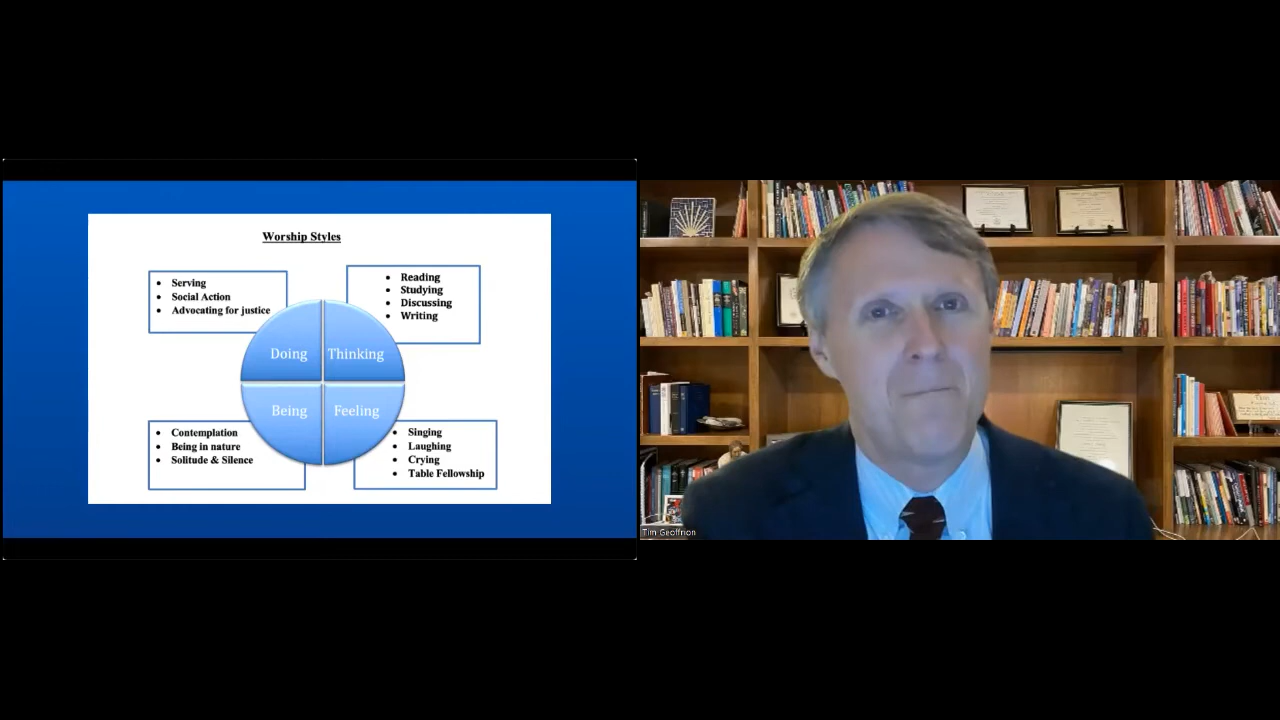 Worship Styles
• Serving
• Social Action
• Advocating for justice
• Reading
• Studying
• Discussing
• Writing
Doing
Thinking
Being
Feeling
• Contemplation
• Being in nature
• Solitude & Silence
• Singing
• Laughing
• Crying
• Table Fellowship
Tim Geoffrion